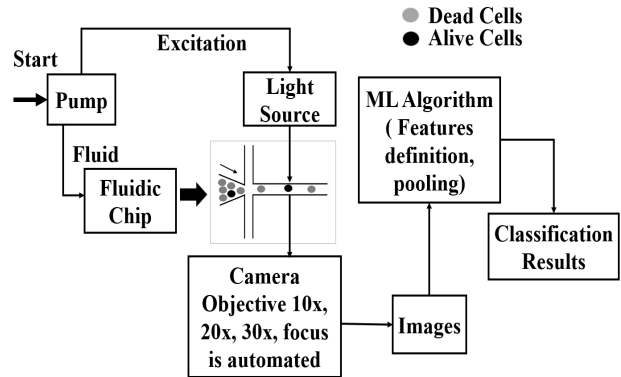 Dead Cells
Alive Cells
Start
Excitation
Pump
Light
Source
Fluid
Fluidic
Chip
Camera
Objective 10x,
20x, 30x, focus
is automated
Images
ML Algorithm
( Features
definition,
pooling)
Classification
Results